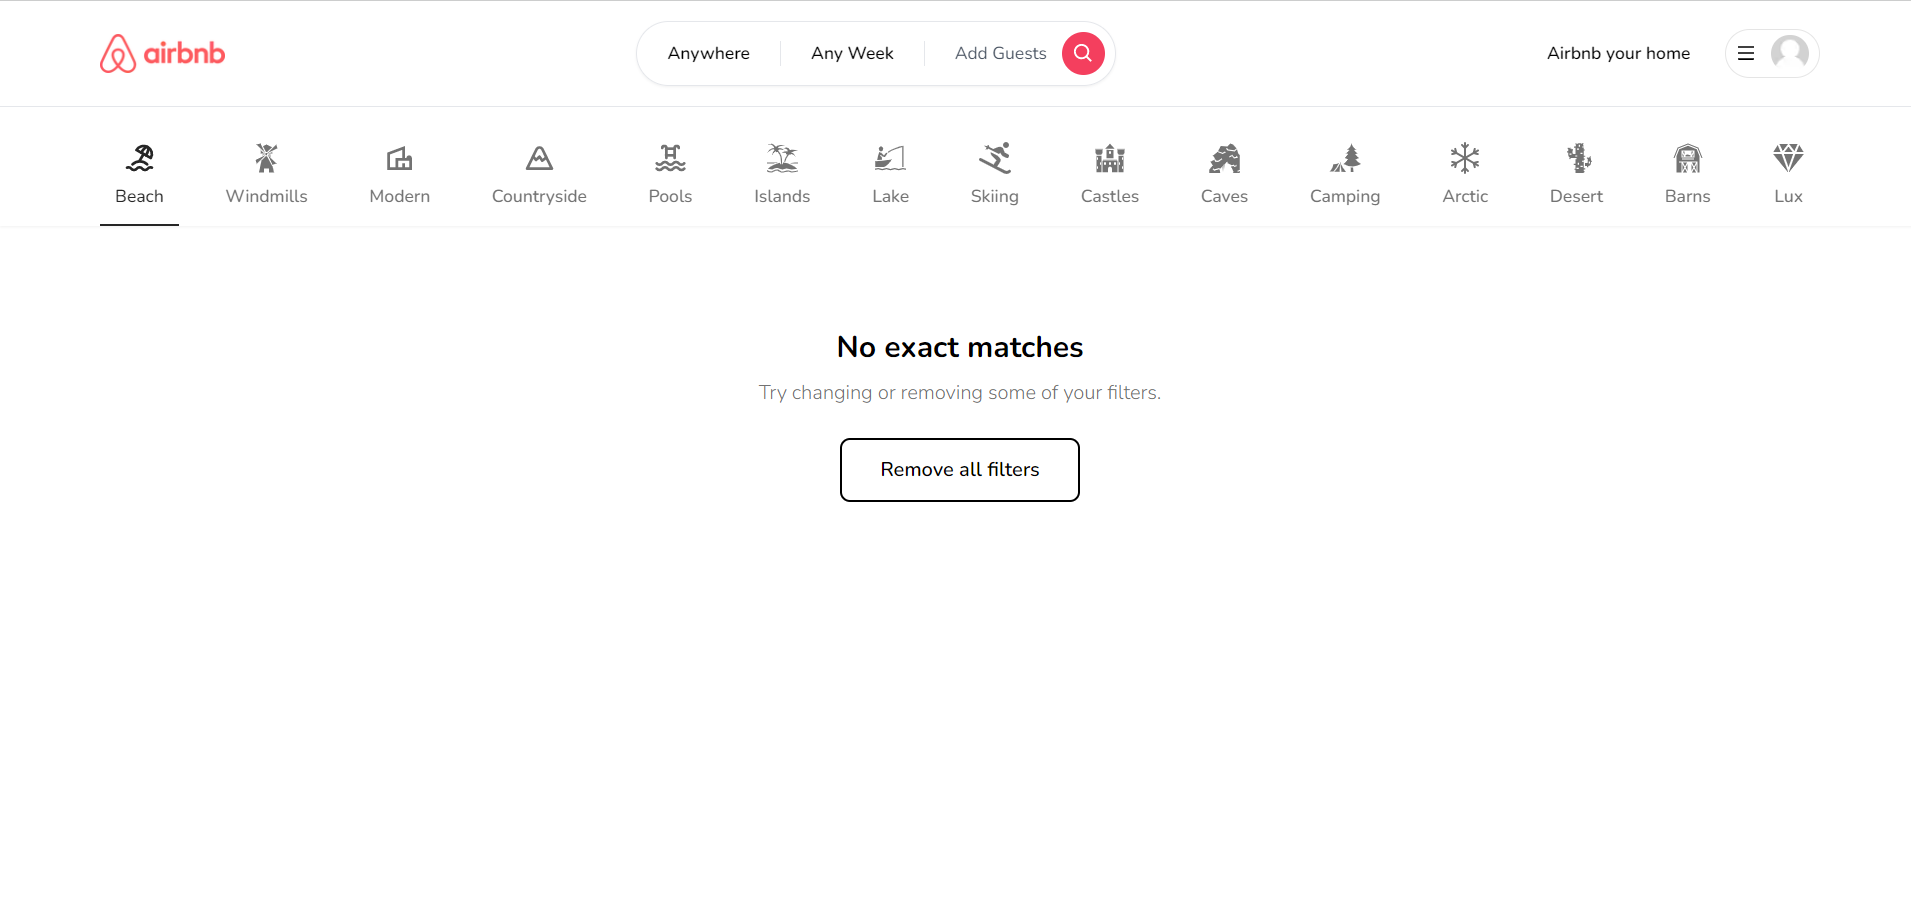 airbnb
Anywhere
Any Week
Add Guests
Airbnb your home
Beach
Windmills
Modern
Countryside
Pools
Islands
Lake
Skiing
Castles
Caves
Camping
Arctic
Desert
Barns
Lux
No exact matches
Try changing or removing some of your filters.
Remove all filters